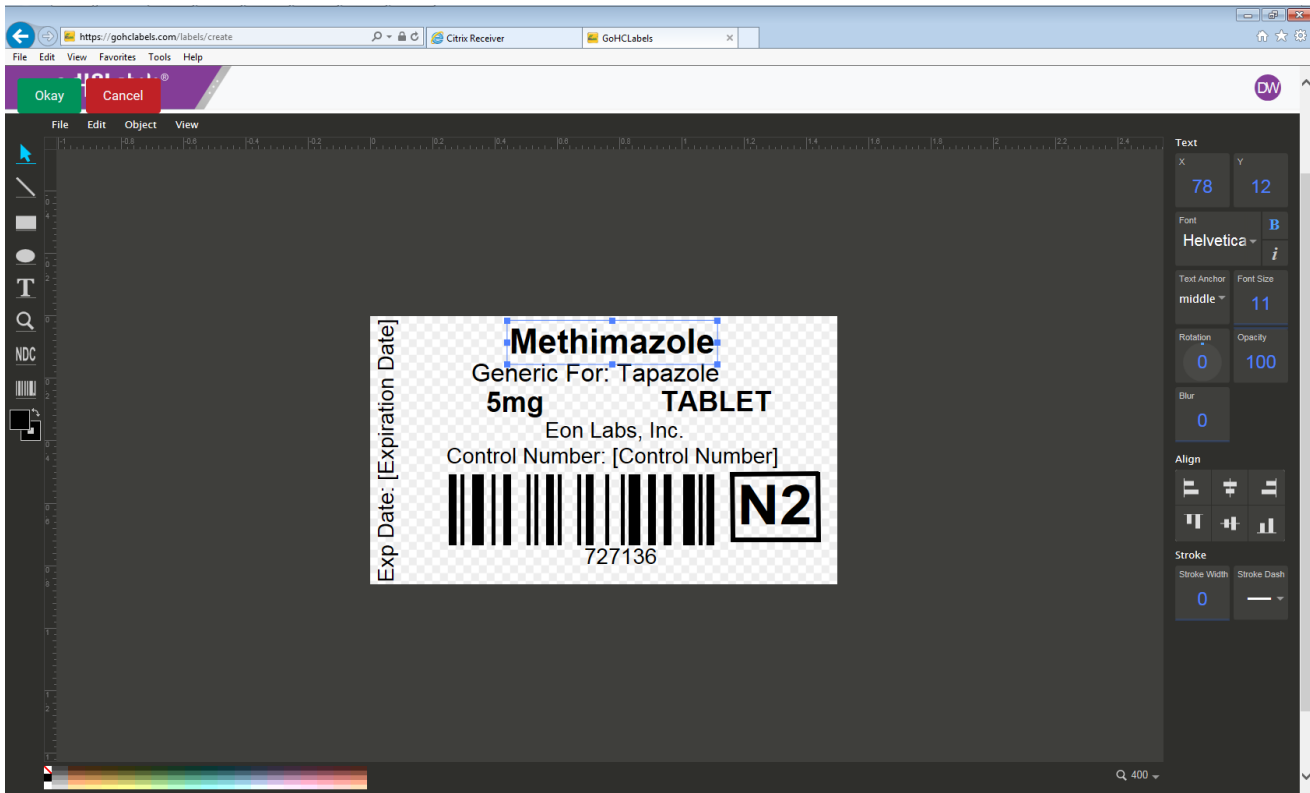 https://gohclabels.com/labels/create
Citrix Receiver
GoHCLabels
File Edit View Favorites Tools Help
Okay
Cancel
DW
File Edit Object View
Text
X
78
Y
12
Font
Helvetica
B
i
Text Anchor
middle
Font Size
11
Rotation
0
Opacity
100
Blur
0
Align
Stroke
Stroke Width
0
Stroke Dash
T
NDC
Exp Date: [Expiration Date]
Methimazole
Generic For: Tapazole
5mg TABLET
Eon Labs, Inc.
Control Number: [Control Number]
N2
727136
400